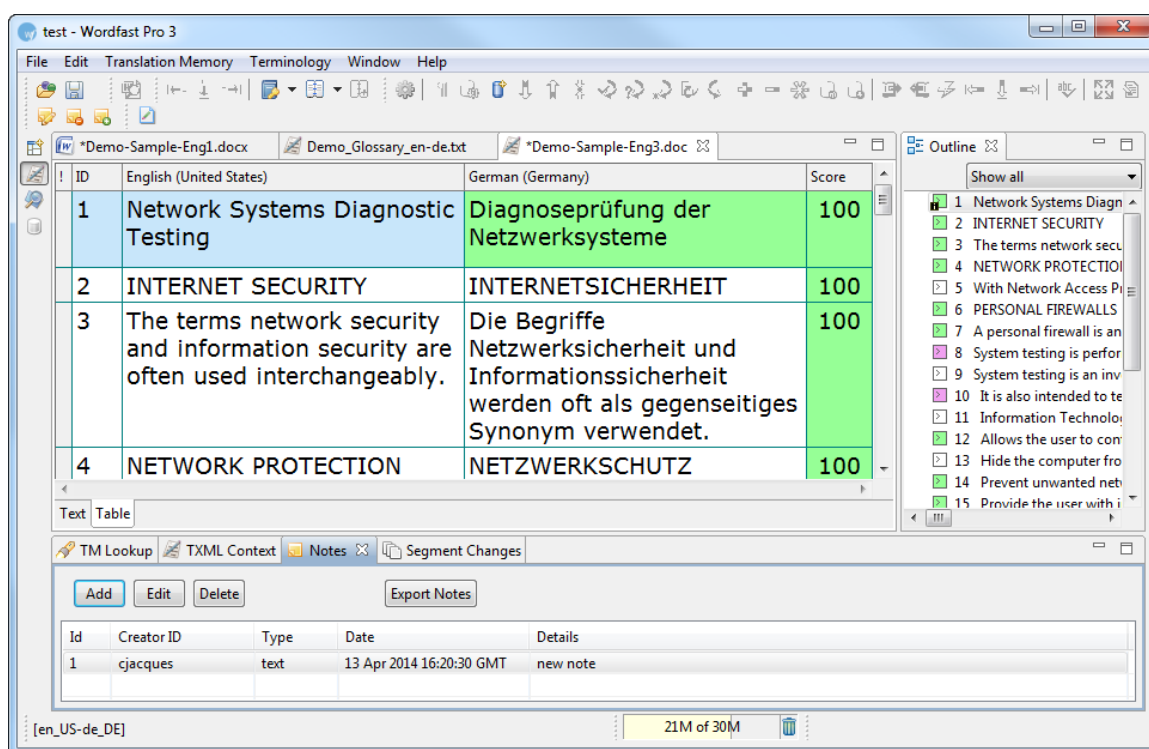 test - Wordfast Pro 3
File Edit Translation Memory Terminology Window Help
*Demo-Sample-Eng1.docx Demo_Glossary_en-de.txt *Demo-Sample-Eng3.doc
! ID English (United States) German (Germany) Score
1 Network Systems Diagnostic Diagnoseprüfung der 100
Testing Netzwerksysteme
2 INTERNET SECURITY INTERNETSICHERHEIT 100
3 The terms network security Die Begriffe 100
and information security are Netzwerksicherheit und
often used interchangeably. Informationssicherheit
werden oft als gegenseitiges
Synonym verwendet.
4 NETWORK PROTECTION NETZWERKSCHUTZ 100
Text Table
Outline
Show all
1 Network Systems Diagn
2 INTERNET SECURITY
3 The terms network secu
4 NETWORK PROTECTIO
5 With Network Access P
6 PERSONAL FIREWALLS
7 A personal firewall is an
8 System testing is perfor
9 System testing is an inv
10 It is also intended to te
11 Information Technolo
12 Allows the user to con
13 Hide the computer fro
14 Prevent unwanted net
15 Provide the user with i
TM Lookup TXML Context Notes Segment Changes
Add Edit Delete Export Notes
Id Creator ID Type Date Details
1 cjacques text 13 Apr 2014 16:20:30 GMT new note
[en_US-de_DE] 21M of 30M